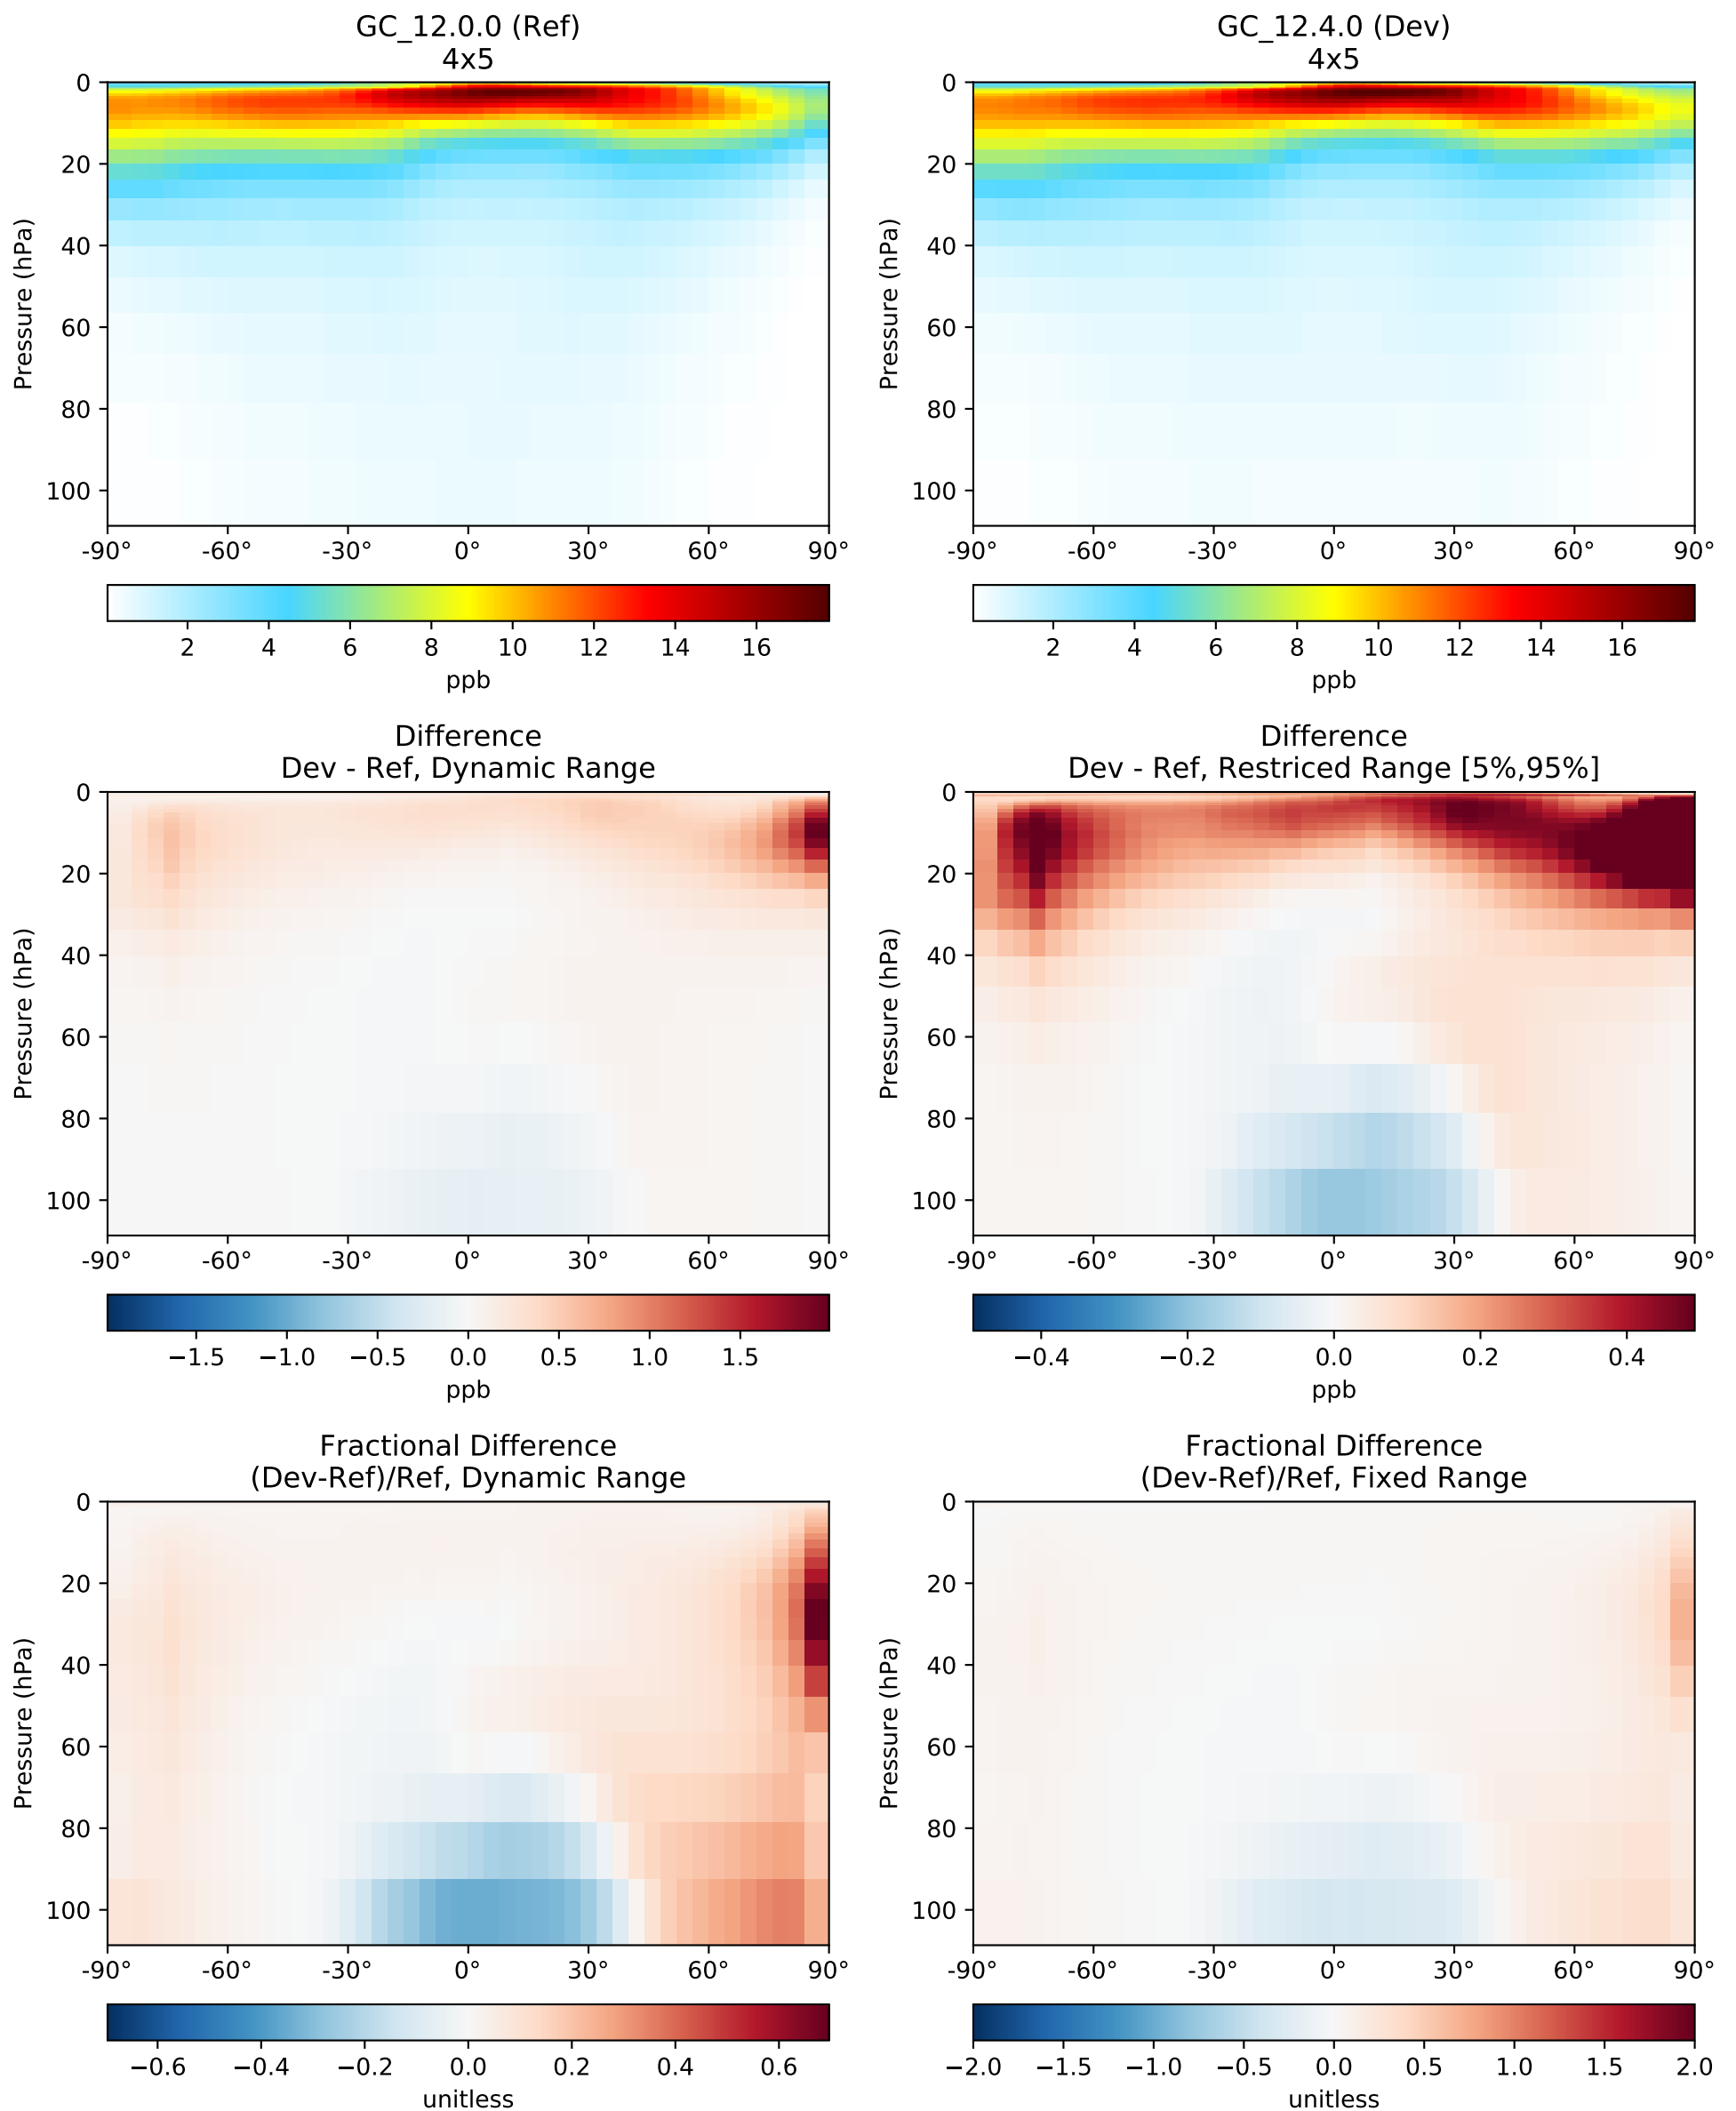 GC_12.0.0 (Ref)
4x5
0
20
40
60
80
100
Pressure (hPa)
-90° -60° -30° 0° 30° 60° 90°
2 4 6 8 10 12 14 16
ppb
GC_12.4.0 (Dev)
4x5
0
20
40
60
80
100
Pressure (hPa)
-90° -60° -30° 0° 30° 60° 90°
2 4 6 8 10 12 14 16
ppb
Difference
Dev - Ref, Dynamic Range
0
20
40
60
80
100
Pressure (hPa)
-90° -60° -30° 0° 30° 60° 90°
−1.5 −1.0 −0.5 0.0 0.5 1.0 1.5
ppb
Difference
Dev - Ref, Restriced Range [5%,95%]
0
20
40
60
80
100
Pressure (hPa)
-90° -60° -30° 0° 30° 60° 90°
−0.4 −0.2 0.0 0.2 0.4
ppb
Fractional Difference
(Dev-Ref)/Ref, Dynamic Range
0
20
40
60
80
100
Pressure (hPa)
-90° -60° -30° 0° 30° 60° 90°
−0.6 −0.4 −0.2 0.0 0.2 0.4 0.6
unitless
Fractional Difference
(Dev-Ref)/Ref, Fixed Range
0
20
40
60
80
100
Pressure (hPa)
-90° -60° -30° 0° 30° 60° 90°
−2.0 −1.5 −1.0 −0.5 0.0 0.5 1.0 1.5 2.0
unitless